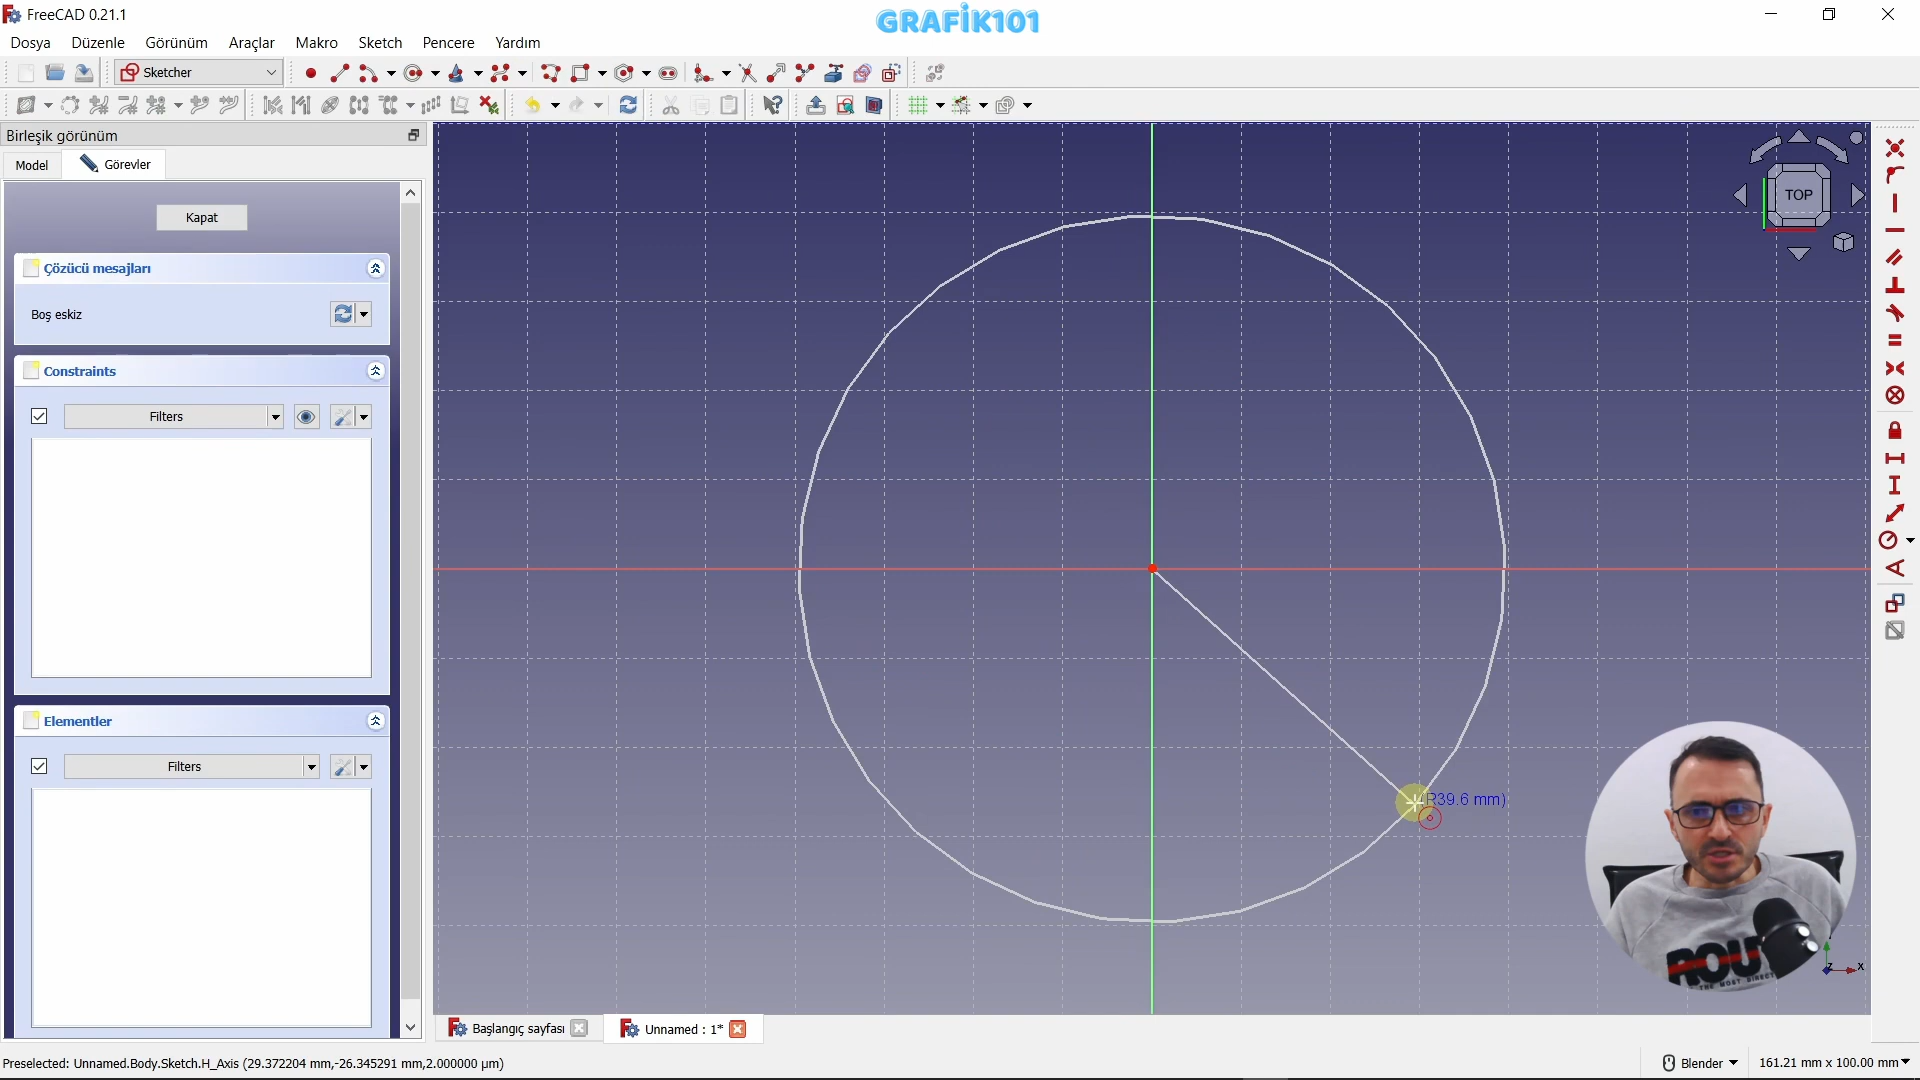 FreeCAD 0.21.1
GRAFİK101
Dosya Düzenle Görünüm Araçlar Makro Sketch Pencere Yardım
Sketcher
Birleşik görünüm
Model Görevler
TOP
Kapat
Çözücü mesajları
Boş eskiz
Constraints
Filters
Elementler
Filters
(R39.6 mm)
ROU
Z X
Başlangıç sayfası Unnamed : 1*
Preselected: Unnamed.Body.Sketch.H_Axis (29.372204 mm,-26.345291 mm,2.000000 µm)
Blender 161.21 mm x 100.00 mm